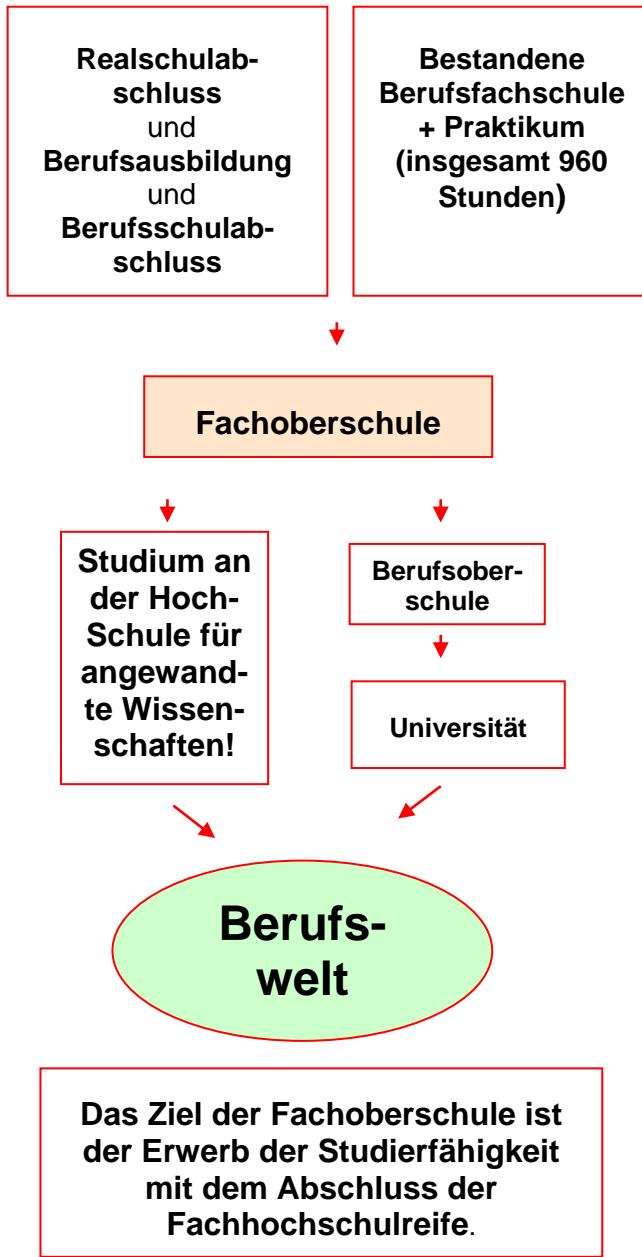 Realschulab-
schluss
und
Berufsausbildung
und
Berufsschulab-
schluss
Bestandene
Berufsfachschule
+ Praktikum
(insgesamt 960
Stunden)
Fachoberschule
Studium an
der Hoch-
Schule für
angewand-
te Wissen-
schaften!
Berufsober-
schule
Universität
Berufs-
welt
Das Ziel der Fachoberschule ist
der Erwerb der Studierfähigkeit
mit dem Abschluss der
Fachhochschulreife.